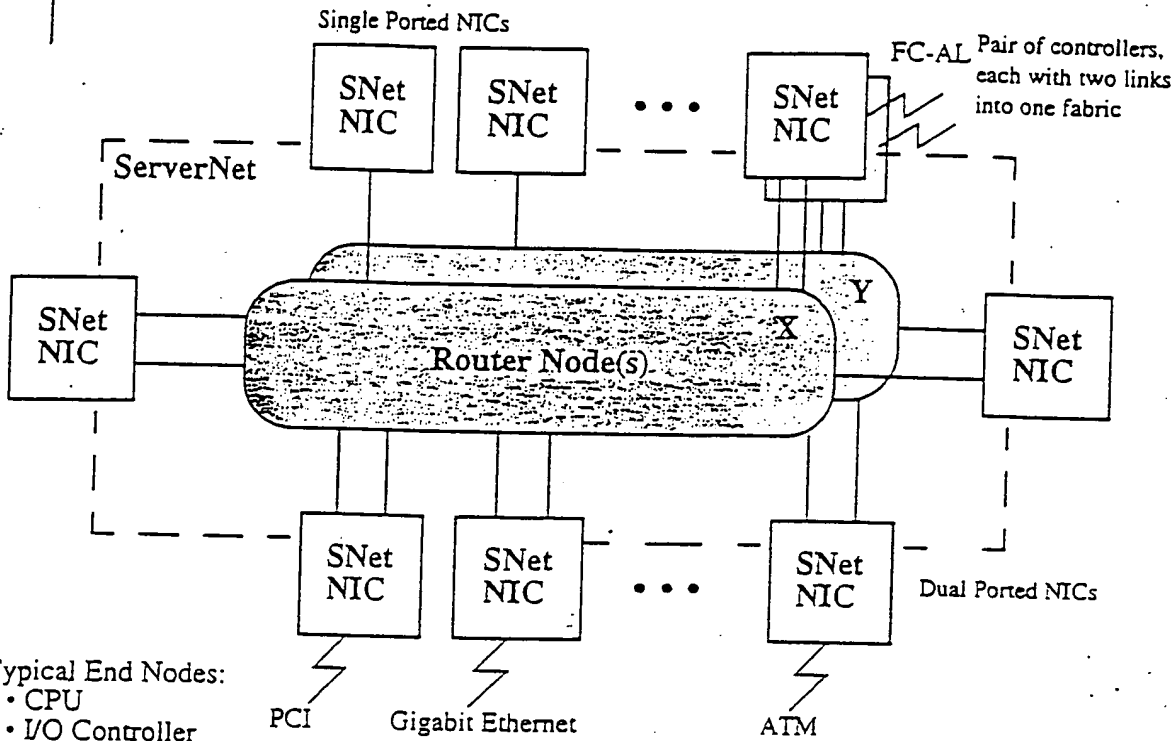 Single Ported NICs
SNet
NIC
SNet
NIC
• • •
SNet
NIC
FC-AL
Pair of controllers,
each with two links
into one fabric
ServerNet
SNet
NIC
Router Node(s)
X
Y
SNet
NIC
SNet
NIC
SNet
NIC
• • •
SNet
NIC
Dual Ported NICs
PCI
Gigabit Ethernet
ATM
Typical End Nodes:
• CPU
• I/O Controller